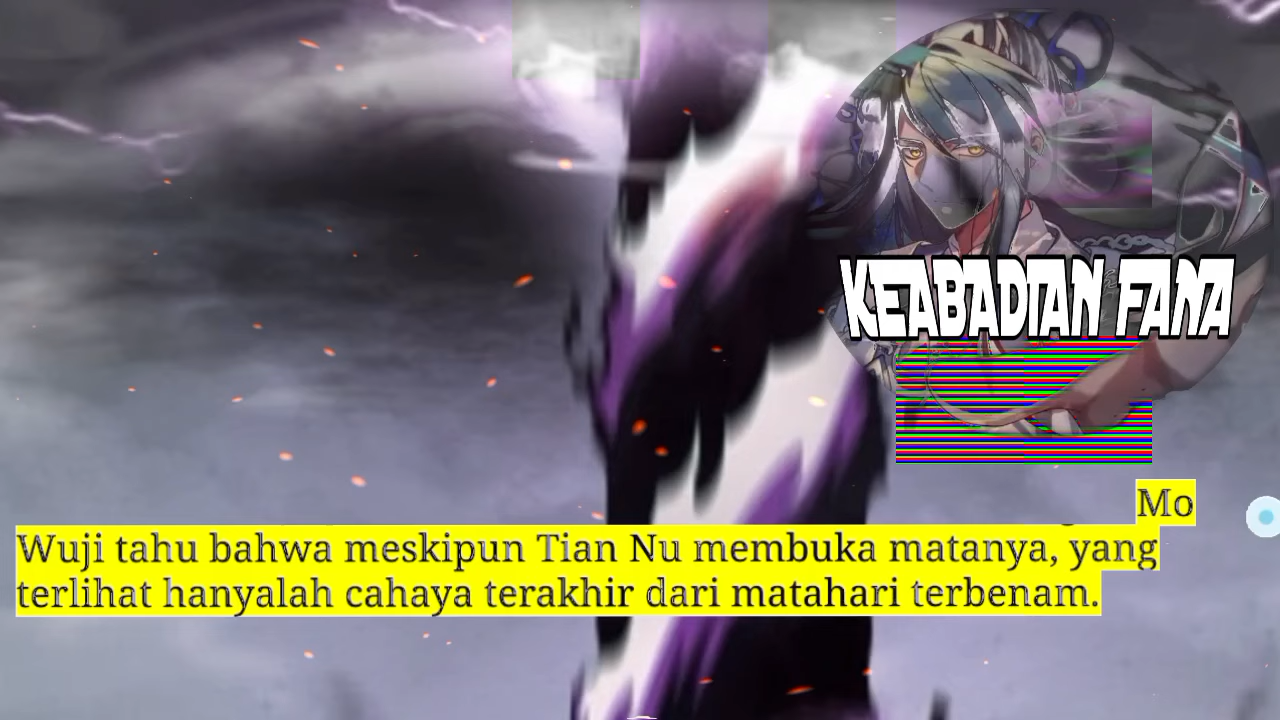 KEABADIAN FANA
Mo
Wuji tahu bahwa meskipun Tian Nu membuka matanya, yang
terlihat hanyalah cahaya terakhir dari matahari terbenam.